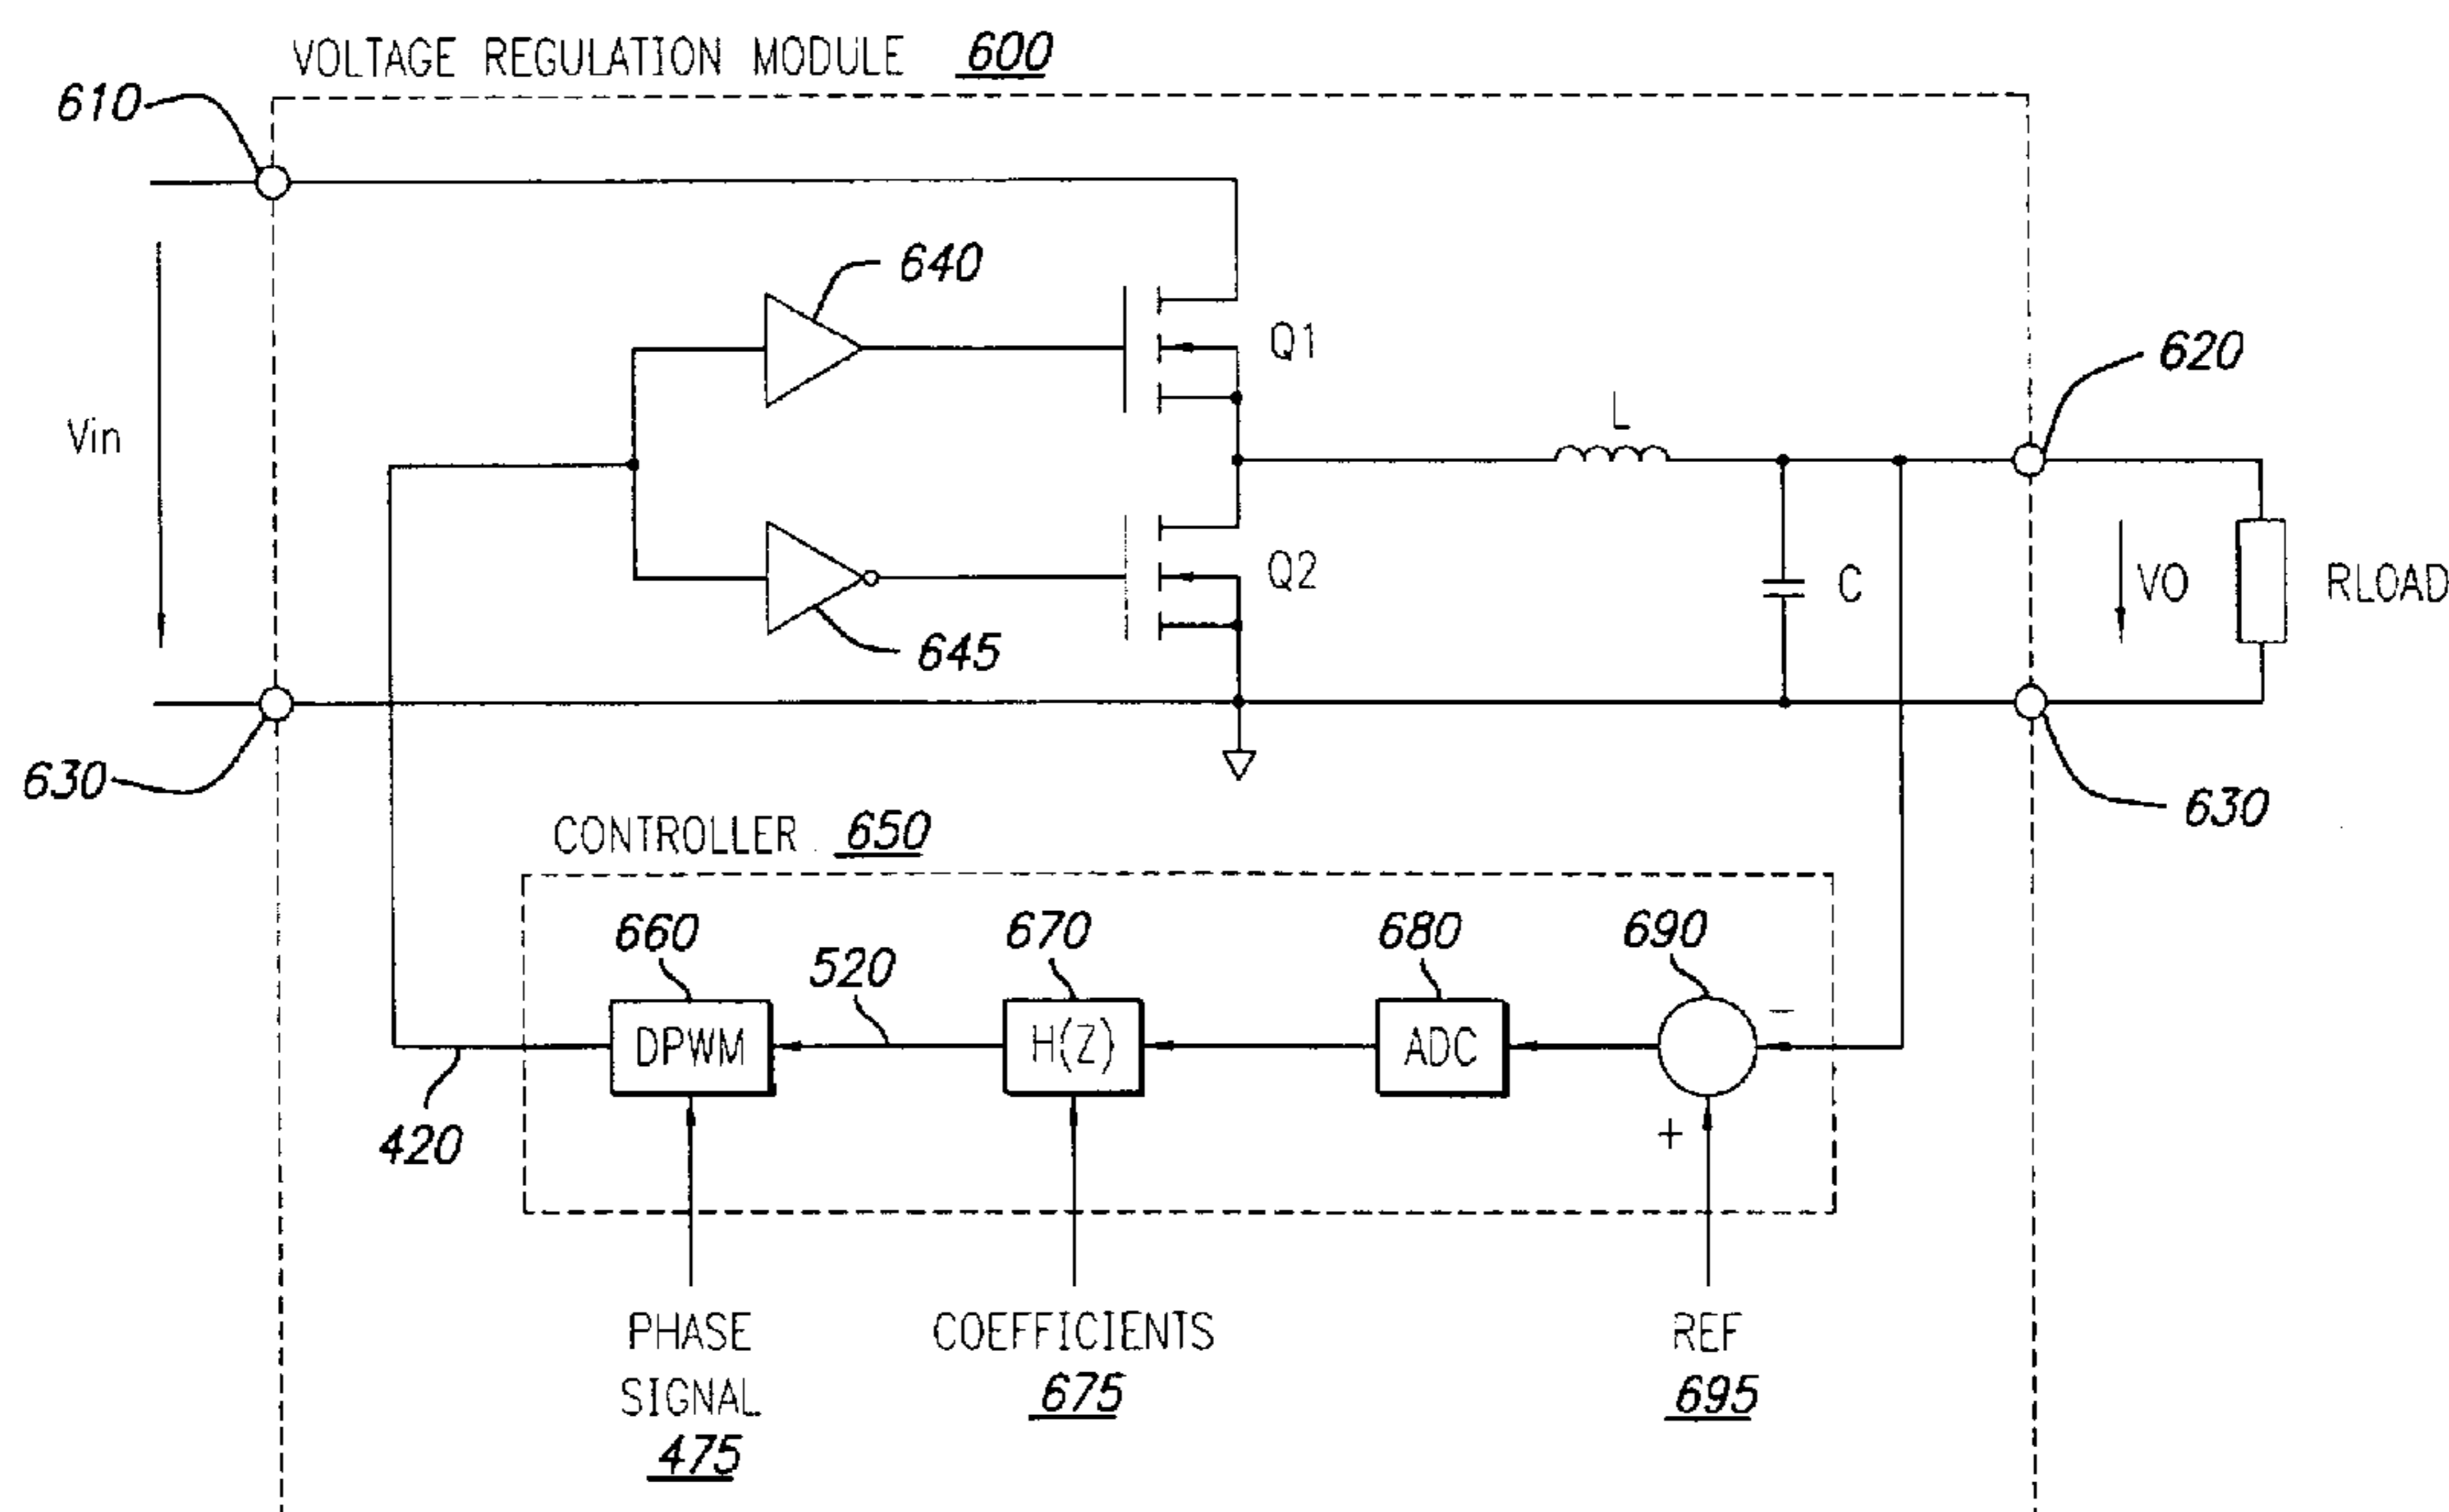 VOLTAGE REGULATION MODULE 600
610
640
Q1
620
L
Vin
Q2
C
VO
RLOAD
645
630
630
CONTROLLER 650
660
520
670
680
690
DPWM
H(Z)
ADC
−
420
+
PHASE
SIGNAL
475
COEFFICIENTS
675
REF
695